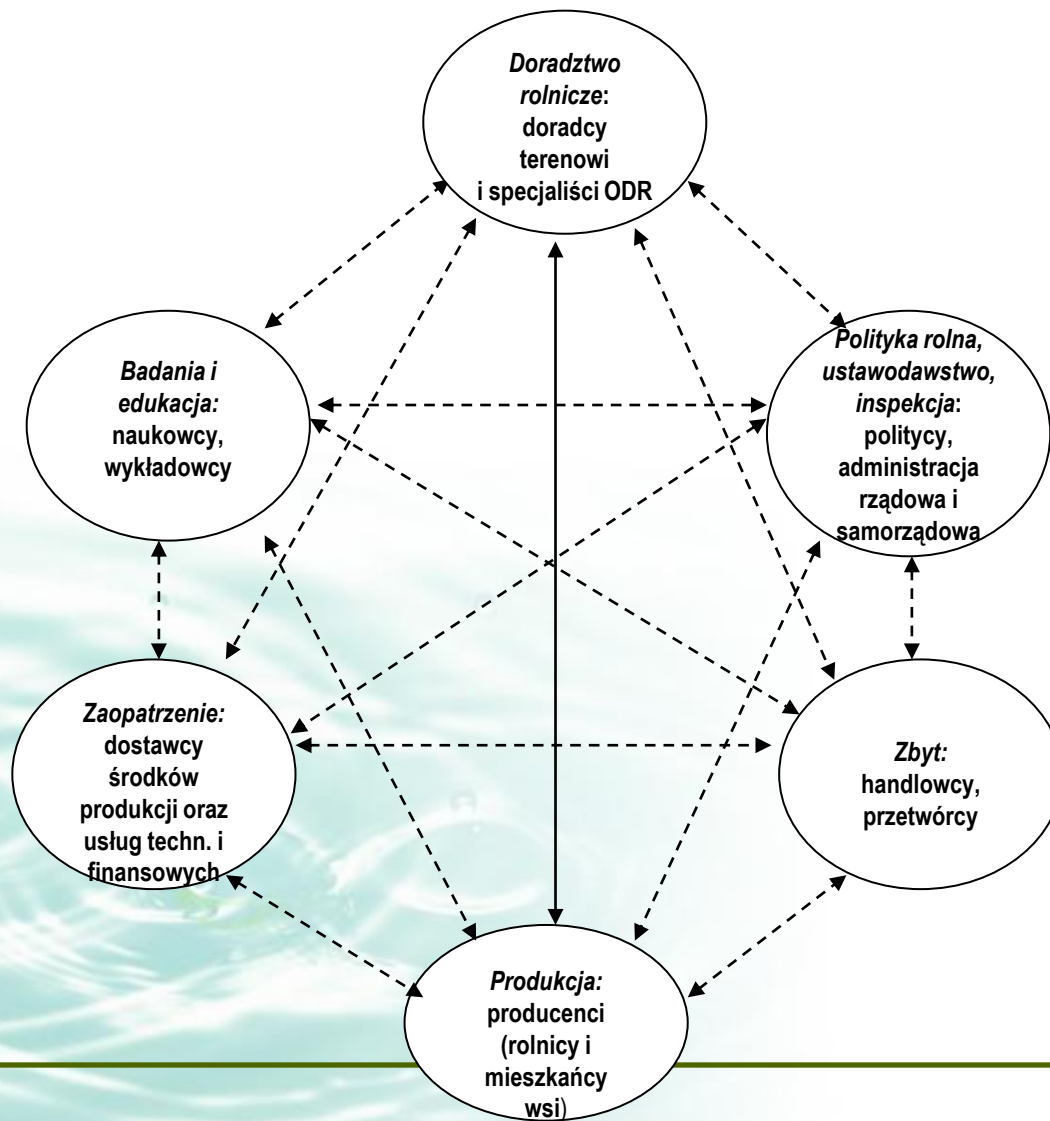 Doradztwo
rolnicze:
doradcy
terenowi
i specjaliści ODR
Badania i
edukacja:
naukowcy,
wykładowcy
Polityka rolna,
ustawodawstwo,
inspekcja:
politycy,
administracja
rządowa i
samorządowa
Zaopatrzenie:
dostawcy
środków
produkcji oraz
usług techn. i
finansowych
Zbyt:
handlowcy,
przetwórcy
Produkcja:
producenci
(rolnicy i
mieszkańcy
wsi)